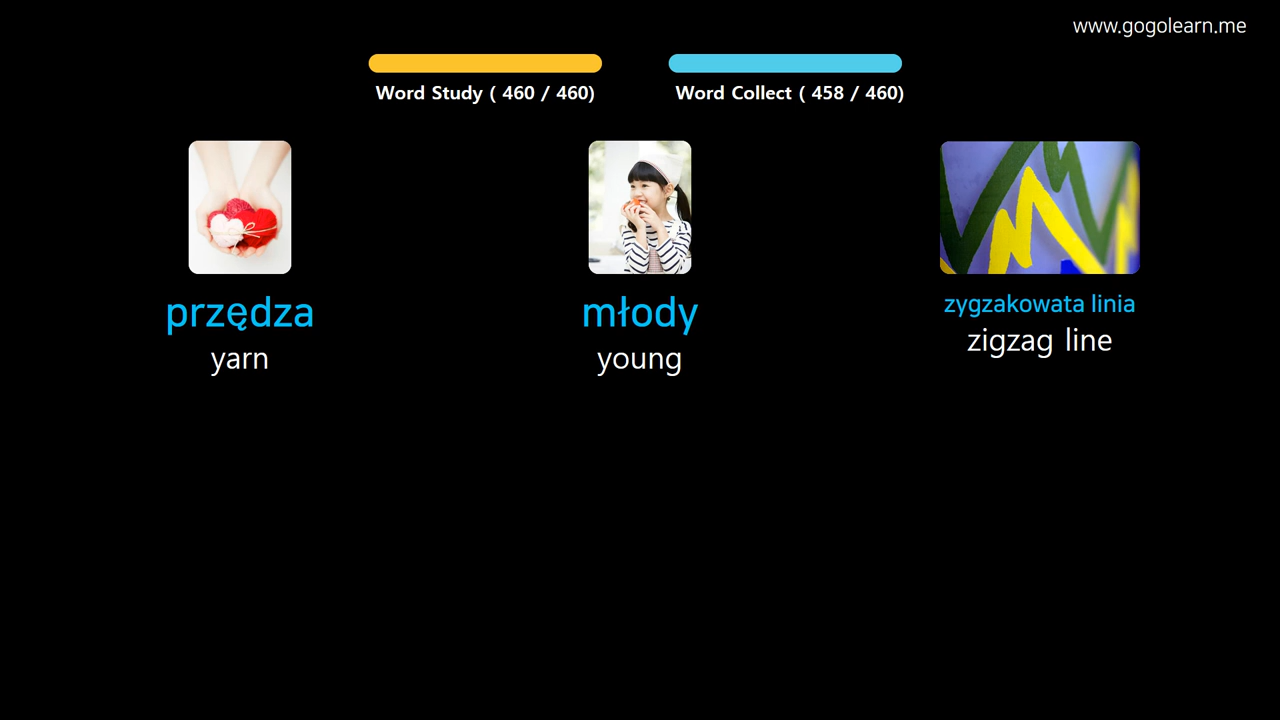 www.gogolearn.me
Word Study ( 460 / 460)
Word Collect ( 458 / 460)
przędza
yarn
młody
young
zygzakowata linia
zigzag line